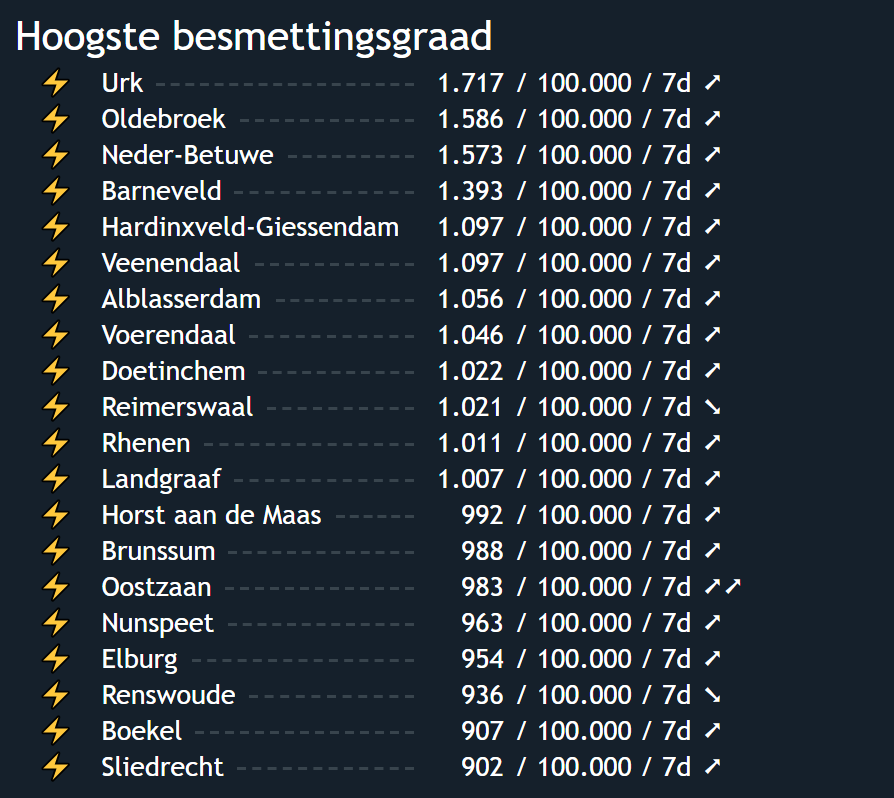 Hoogste besmettingsgraad
⚡ Urk 1.717 / 100.000 / 7d ➚
⚡ Oldebroek 1.586 / 100.000 / 7d ➚
⚡ Neder-Betuwe 1.573 / 100.000 / 7d ➚
⚡ Barneveld 1.393 / 100.000 / 7d ➚
⚡ Hardinxveld-Giessendam 1.097 / 100.000 / 7d ➚
⚡ Veenendaal 1.097 / 100.000 / 7d ➚
⚡ Alblasserdam 1.056 / 100.000 / 7d ➚
⚡ Voerendaal 1.046 / 100.000 / 7d ➚
⚡ Doetinchem 1.022 / 100.000 / 7d ➚
⚡ Reimerswaal 1.021 / 100.000 / 7d ➘
⚡ Rhenen 1.011 / 100.000 / 7d ➚
⚡ Landgraaf 1.007 / 100.000 / 7d ➚
⚡ Horst aan de Maas 992 / 100.000 / 7d ➚
⚡ Brunssum 988 / 100.000 / 7d ➚
⚡ Oostzaan 983 / 100.000 / 7d ➚➚
⚡ Nunspeet 963 / 100.000 / 7d ➚
⚡ Elburg 954 / 100.000 / 7d ➚
⚡ Renswoude 936 / 100.000 / 7d ➘
⚡ Boekel 907 / 100.000 / 7d ➚
⚡ Sliedrecht 902 / 100.000 / 7d ➚